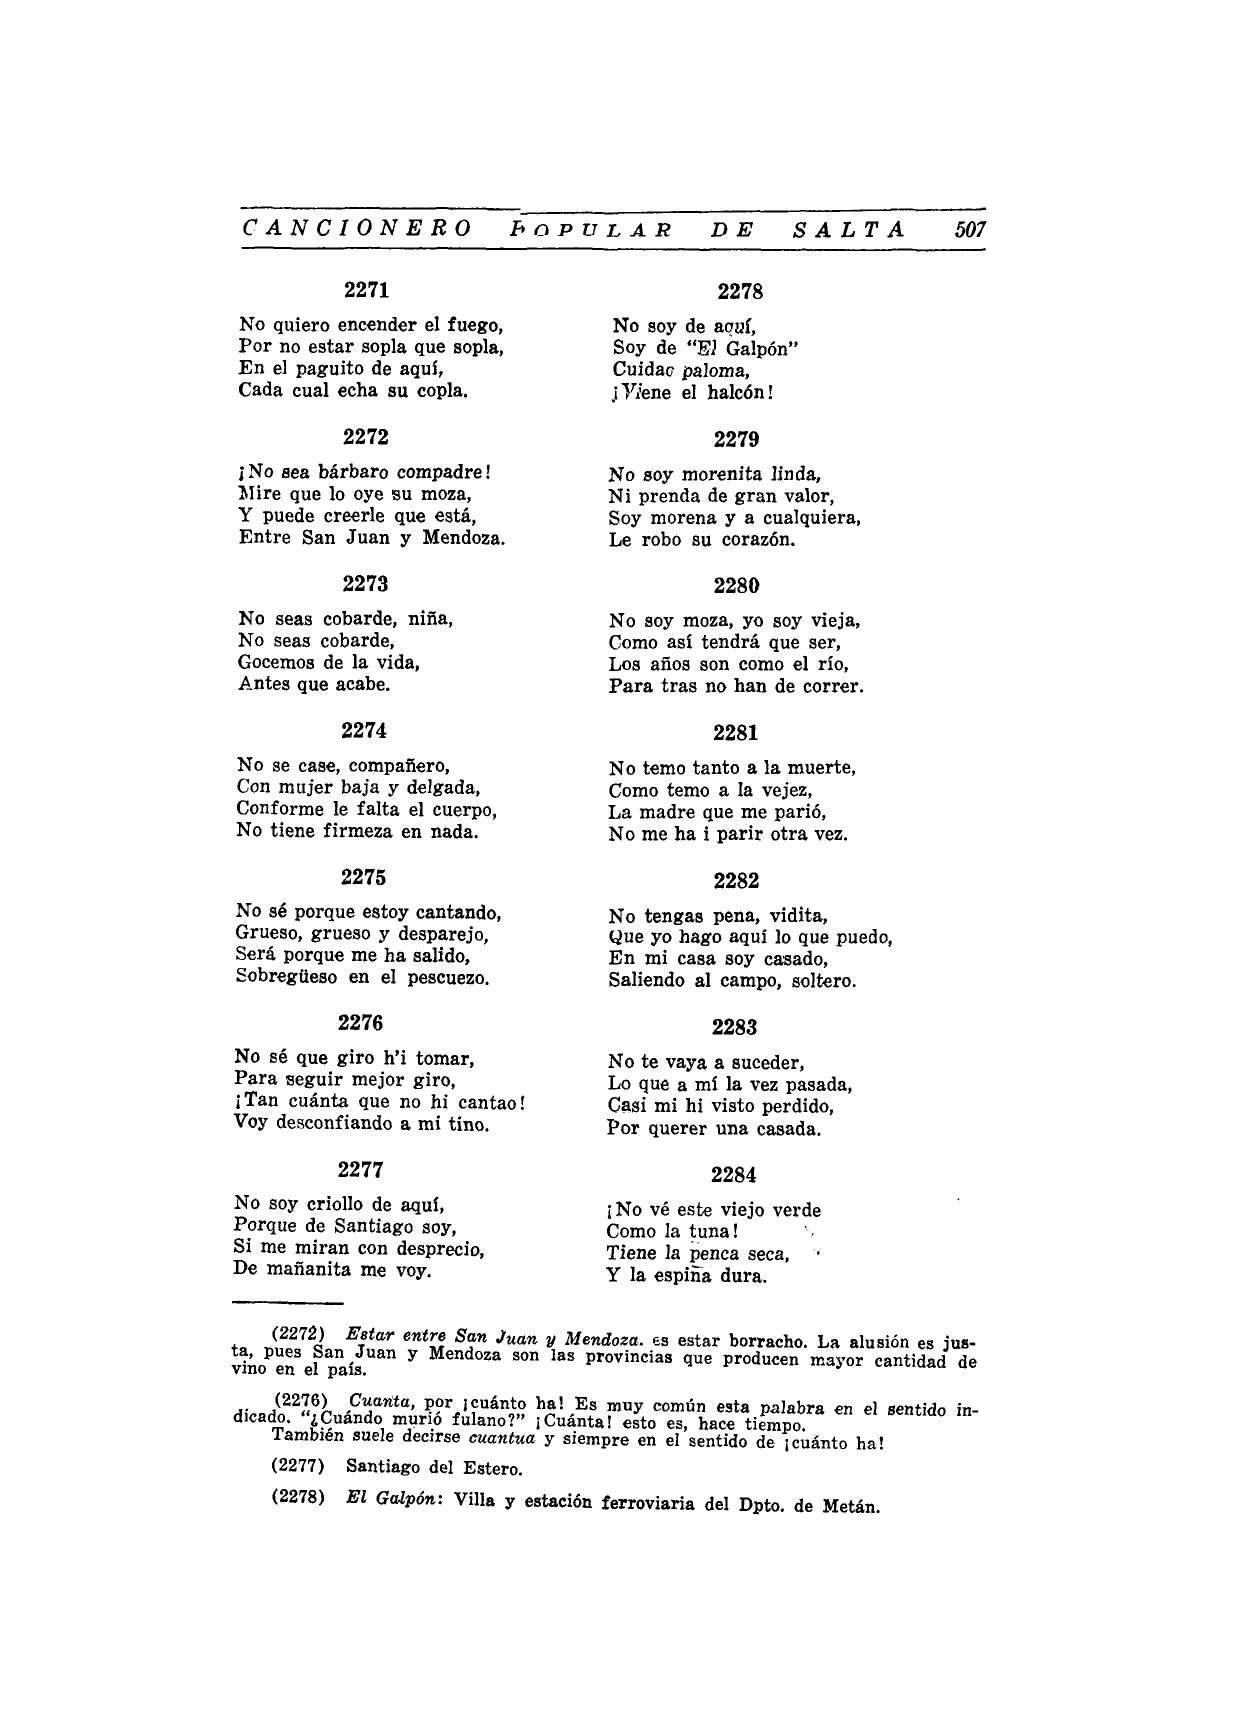 CANCIONERO POPULAR DE SALTA 507
2271
No quiero encender el fuego,
Por no estar sopla que sopla,
En el paguito de aquí,
Cada cual echa su copla.
2272
¡No sea bárbaro compadre!
Mire que lo oye su moza,
Y puede creerle que está,
Entre San Juan y Mendoza.
2273
No seas cobarde, niña,
No seas cobarde,
Gocemos de la vida,
Antes que acabe.
2274
No se case, compañero,
Con mujer baja y delgada,
Conforme le falta el cuerpo,
No tiene firmeza en nada.
2275
No sé porque estoy cantando,
Grueso, grueso y desparejo,
Será porque me ha salido,
Sobregüeso en el pescuezo.
2276
No sé que giro h'i tomar,
Para seguir mejor giro,
¡Tan cuánta que no hi cantao!
Voy desconfiando a mi tino.
2277
No soy criollo de aquí,
Porque de Santiago soy,
Si me miran con desprecio,
De mañanita me voy.
2278
No soy de aquí,
Soy de “El Galpón”
Cuidao paloma,
¡Viene el halcón!
2279
No soy morenita linda,
Ni prenda de gran valor,
Soy morena y a cualquiera,
Le robo su corazón.
2280
No soy moza, yo soy vieja,
Como así tendrá que ser,
Los años son como el río,
Para tras no han de correr.
2281
No temo tanto a la muerte,
Como temo a la vejez,
La madre que me parió,
No me ha i parir otra vez.
2282
No tengas pena, vidita,
Que yo hago aquí lo que puedo,
En mi casa soy casado,
Saliendo al campo, soltero.
2283
No te vaya a suceder,
Lo que a mí la vez pasada,
Casi mi hi visto perdido,
Por querer una casada.
2284
¡No vé este viejo verde
Como la tuna!
Tiene la penca seca,
Y la espina dura.
(2272) Estar entre San Juan y Mendoza. es estar borracho. La alusión es jus-
ta, pues San Juan y Mendoza son las provincias que producen mayor cantidad de
vino en el país.
(2276) Cuanta, por ¡cuánto ha! Es muy común esta palabra en el sentido in-
dicado. “¿Cuándo murió fulano?” ¡Cuánta! esto es, hace tiempo.
También suele decirse cuantua y siempre en el sentido de ¡cuánto ha!
(2277) Santiago del Estero.
(2278) El Galpón: Villa y estación ferroviaria del Dpto. de Metán.